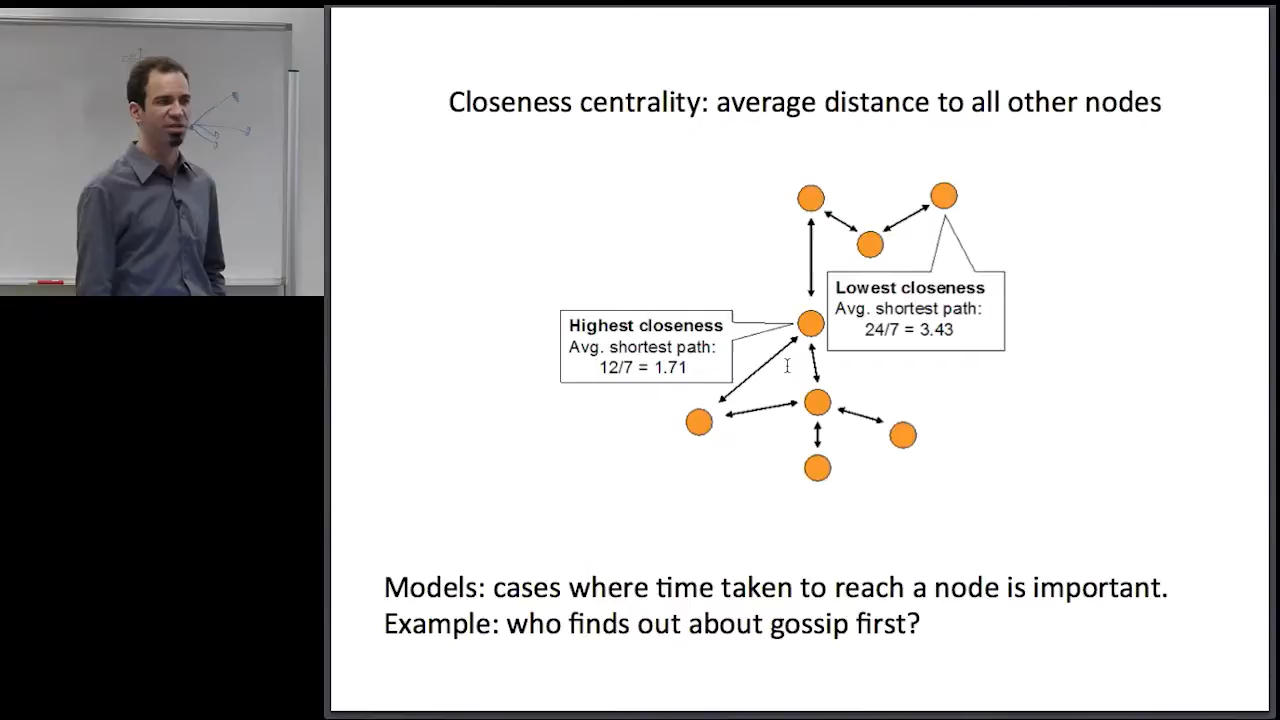 Closeness centrality: average distance to all other nodes
Lowest closeness
Avg. shortest path:
24/7 = 3.43
Highest closeness
Avg. shortest path:
12/7 = 1.71
Models: cases where time taken to reach a node is important.
Example: who finds out about gossip first?